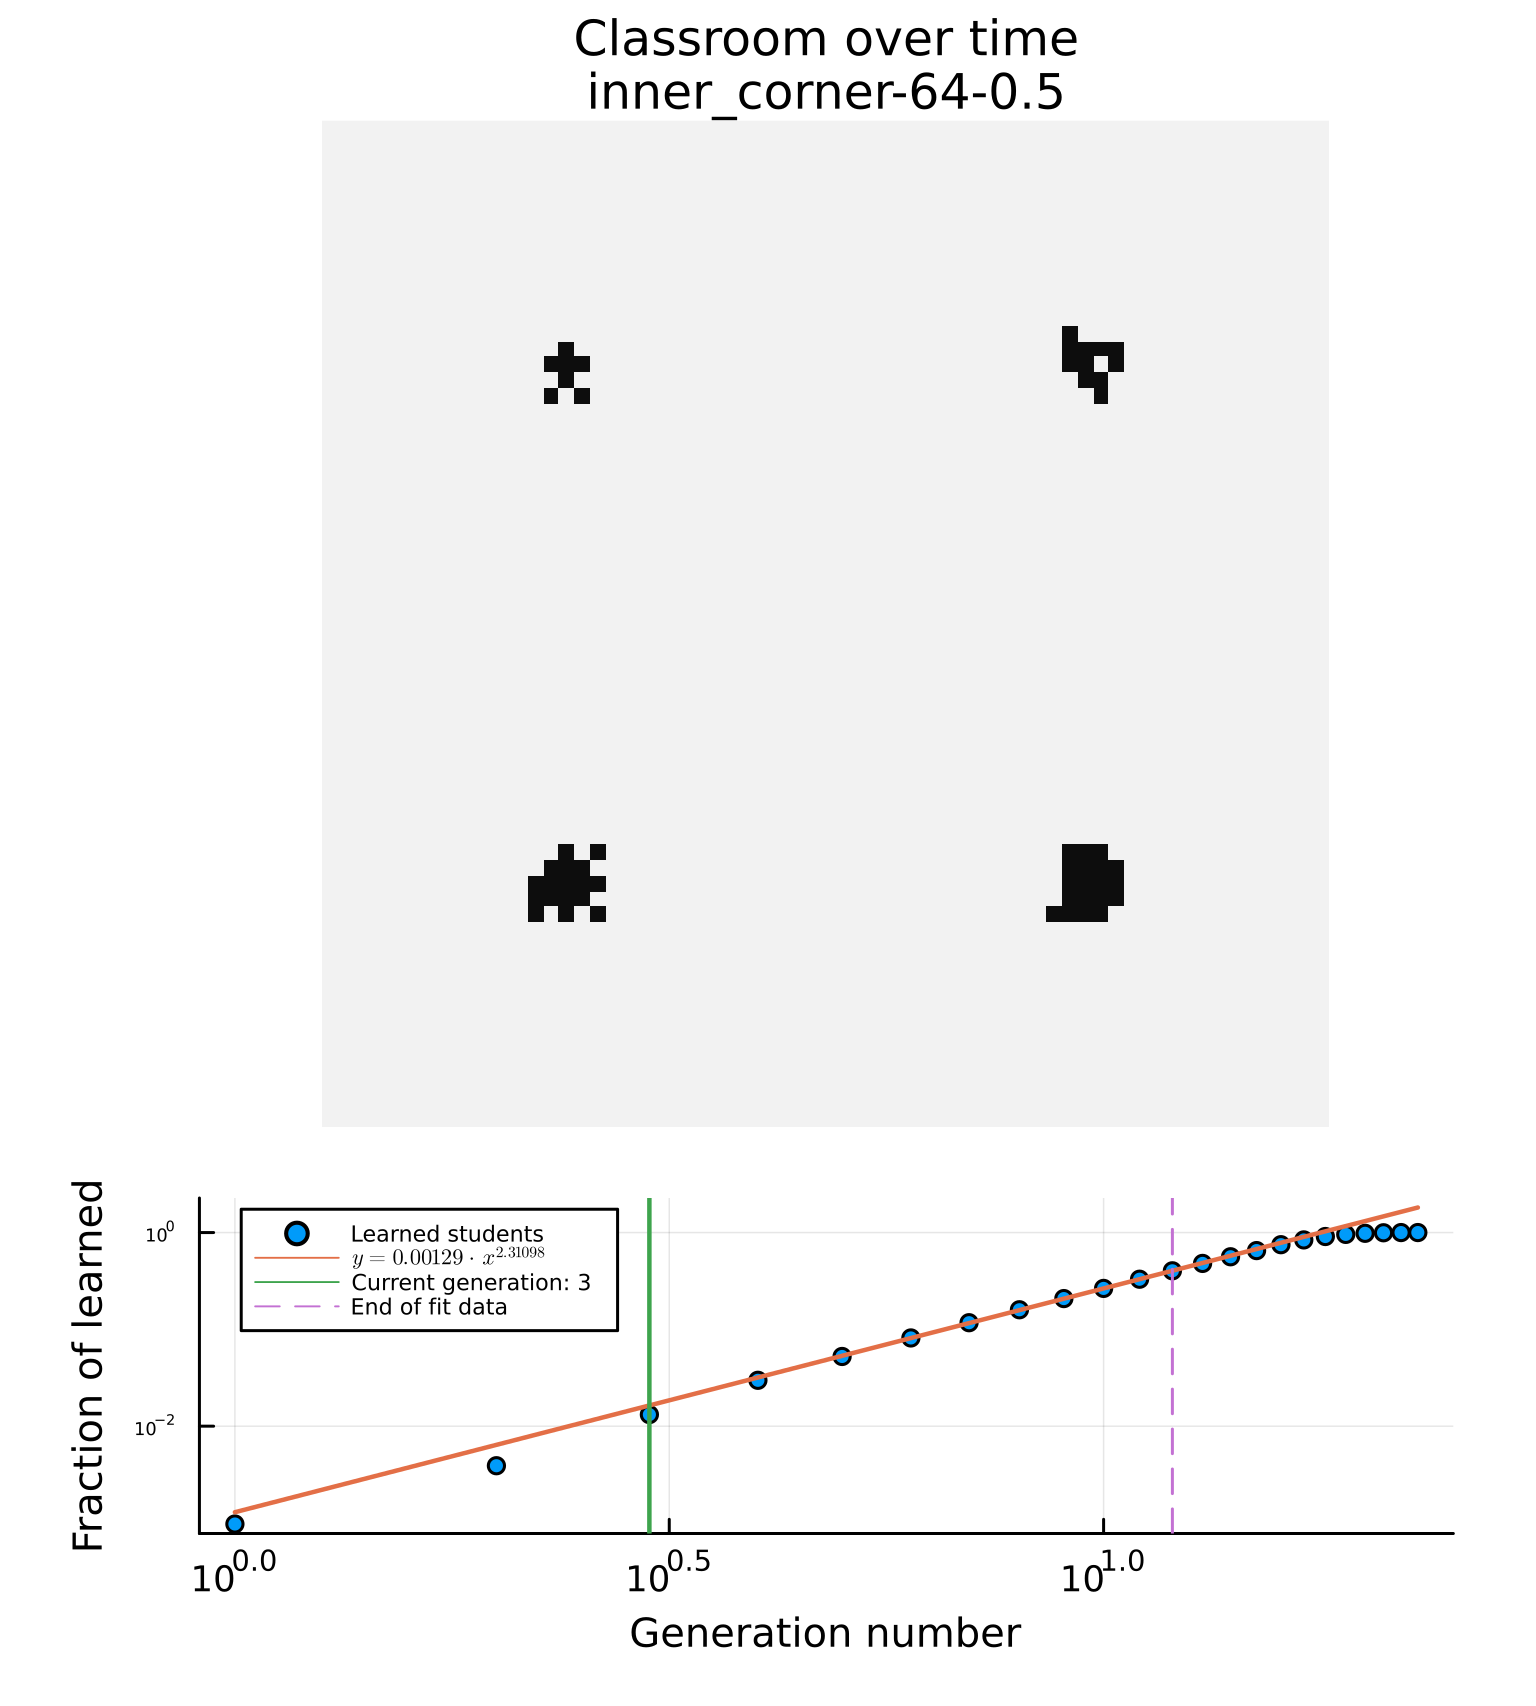 Classroom over time
inner_corner-64-0.5
Fraction of learned
10^0
10^-2
Learned students
y = 0.00129 · x^2.31098
Current generation: 3
End of fit data
10^0.0
10^0.5
10^1.0
Generation number